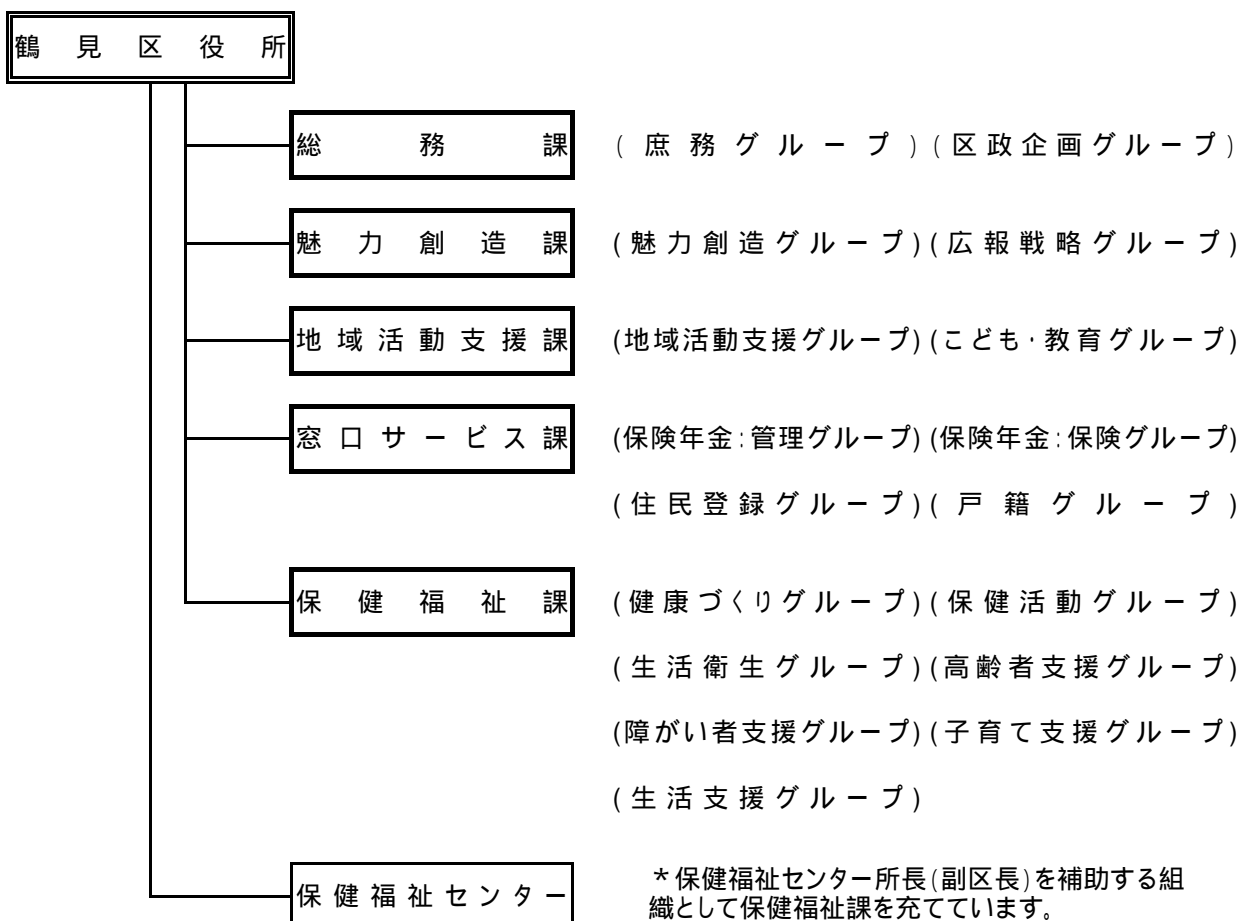 鶴見区役所
総務課 (庶務グループ)(区政企画グループ)
魅力創造課 (魅力創造グループ)(広報戦略グループ)
地域活動支援課 (地域活動支援グループ)(こども・教育グループ)
窓口サービス課 (保険年金:管理グループ)(保険年金:保険グループ)
(住民登録グループ)(戸籍グループ)
保健福祉課 (健康づくりグループ)(保健活動グループ)
(生活衛生グループ)(高齢者支援グループ)
(障がい者支援グループ)(子育て支援グループ)
(生活支援グループ)
保健福祉センター
*保健福祉センター所長(副区長)を補助する組
織として保健福祉課を充てています。